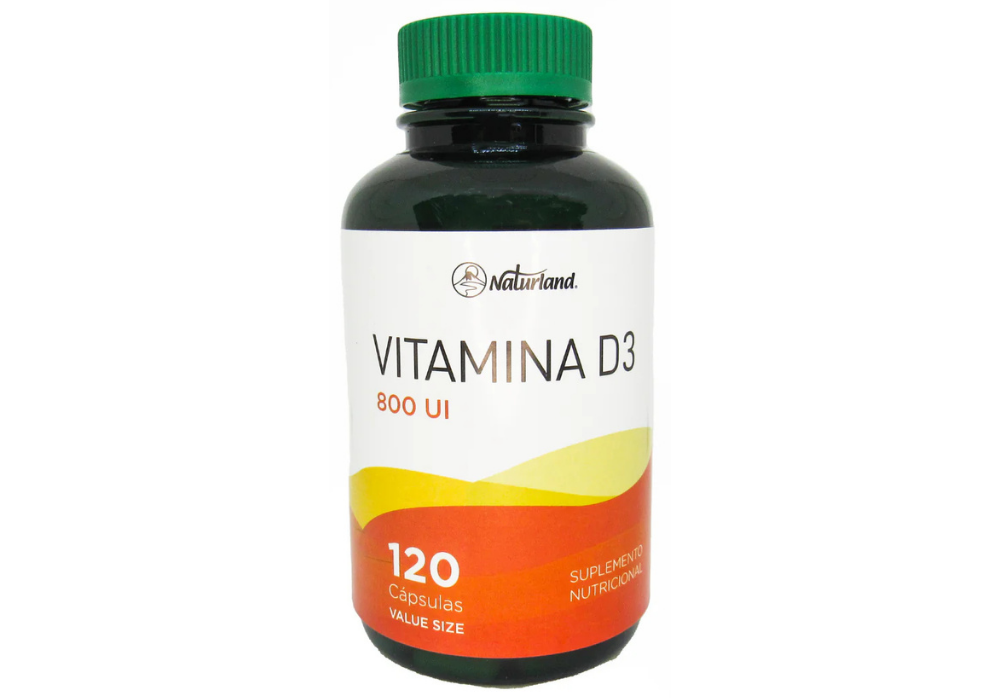 Naturland®
VITAMINA D3
800 UI
120
Cápsulas
VALUE SIZE
SUPLEMENTO
NUTRICIONAL